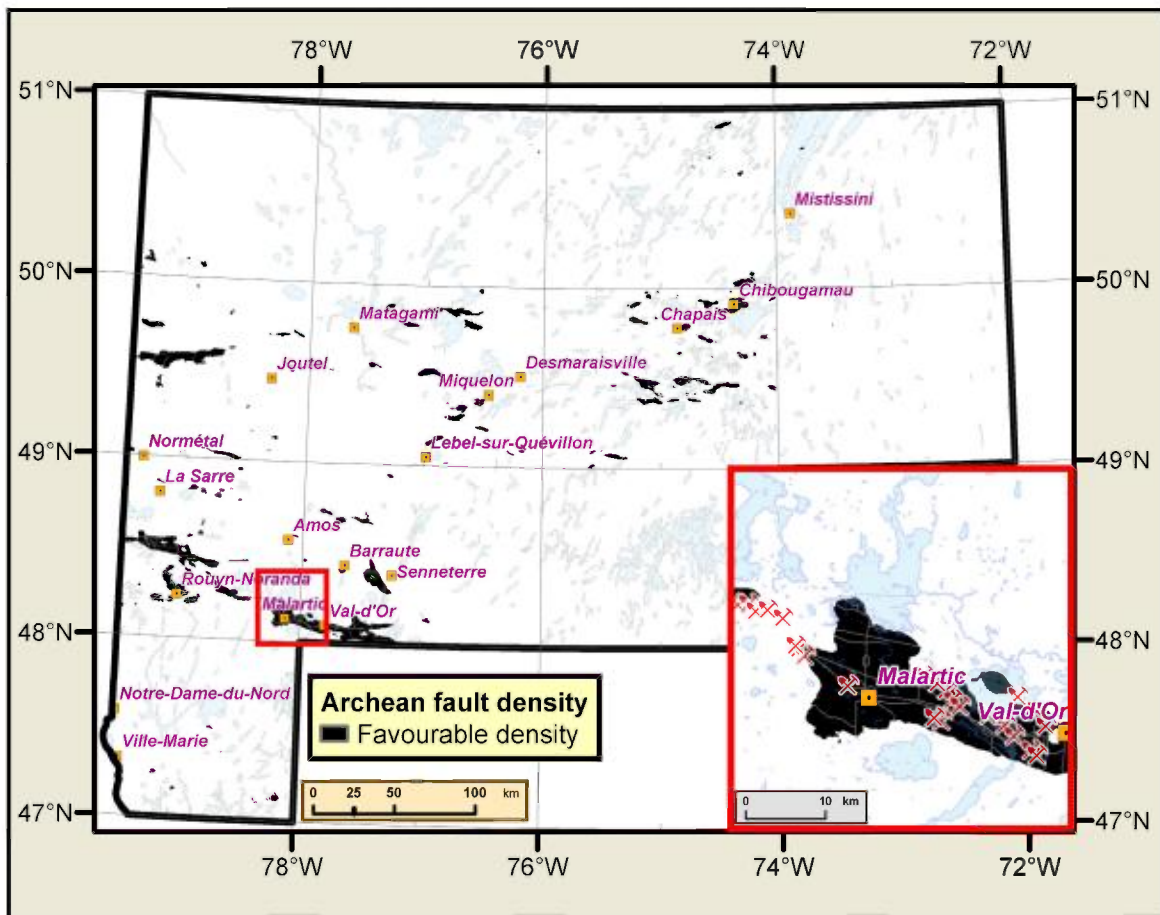 78°W 76°W 74°W 72°W
51°N 51°N
Mistissini
50°N 50°N
Chibougamau
Matagami Chapais
Joutel Desmaraisville
Miquelon
Normétal Lebel-sur-Quévillon
49°N 49°N
La Sarre
Amos
Barraute
Rouyn-Noranda Senneterre
Malartic Val-d'Or
48°N 48°N
Malartic
Val-d'Or
Notre-Dame-du-Nord
Archean fault density
Favourable density
Ville-Marie
0 25 50 100 km
0 10 km
47°N 47°N
78°W 76°W 74°W 72°W